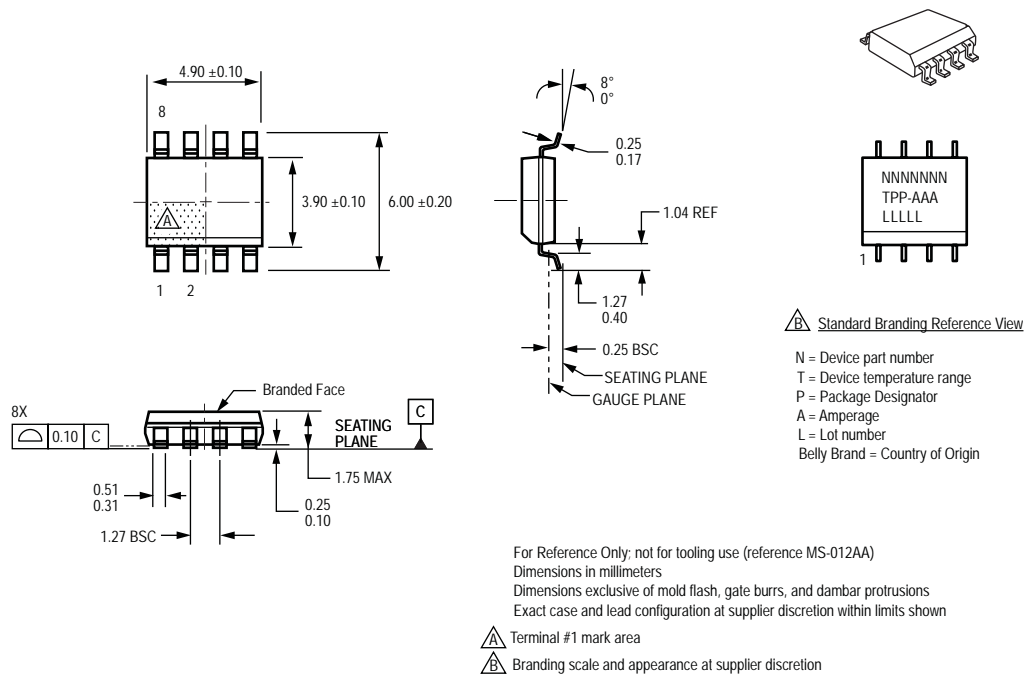 4.90 ±0.10
8
3.90 ±0.10
6.00 ±0.20
A
1 2
8°
0°
0.25
0.17
1.04 REF
1.27
0.40
0.25 BSC
SEATING PLANE
GAUGE PLANE
NNNNNNN
TPP-AAA
LLLLL
1
B Standard Branding Reference View
N = Device part number
T = Device temperature range
P = Package Designator
A = Amperage
L = Lot number
Belly Brand = Country of Origin
Branded Face
8X
0.10 C
SEATING
PLANE
C
1.75 MAX
0.51
0.31
0.25
0.10
1.27 BSC
For Reference Only; not for tooling use (reference MS-012AA)
Dimensions in millimeters
Dimensions exclusive of mold flash, gate burrs, and dambar protrusions
Exact case and lead configuration at supplier discretion within limits shown
A Terminal #1 mark area
B Branding scale and appearance at supplier discretion